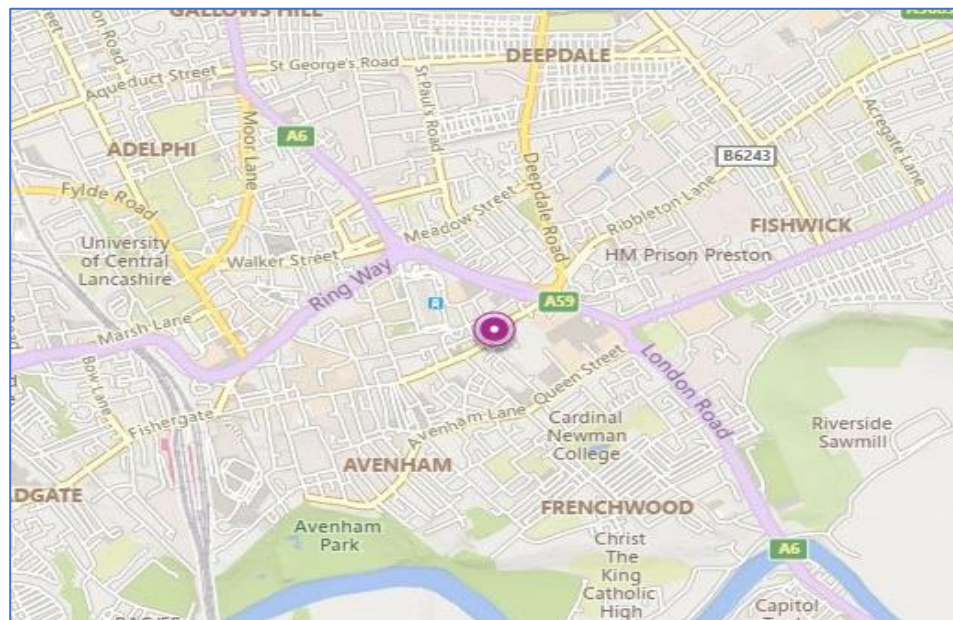 GALLOWS HILL
DEEPDALE
St George's Road
Aqueduct Street
St Paul's Road
Moor Lane
A6
ADELPHI
Acregate Lane
B6243
Deepdale Road
Ribbleton Lane
Fylde Road
Meadow Street
FISHWICK
University
of Central
Lancashire
Walker Street
HM Prison Preston
Ring Way
A59
Marsh Lane
Bow Lane
London Road
Queen Street
Avenham Lane
Fishergate
Cardinal
Newman
College
Riverside
Sawmill
AVENHAM
FRENCHWOOD
Avenham
Park
Christ
The
King
Catholic
High
A6
Capitol